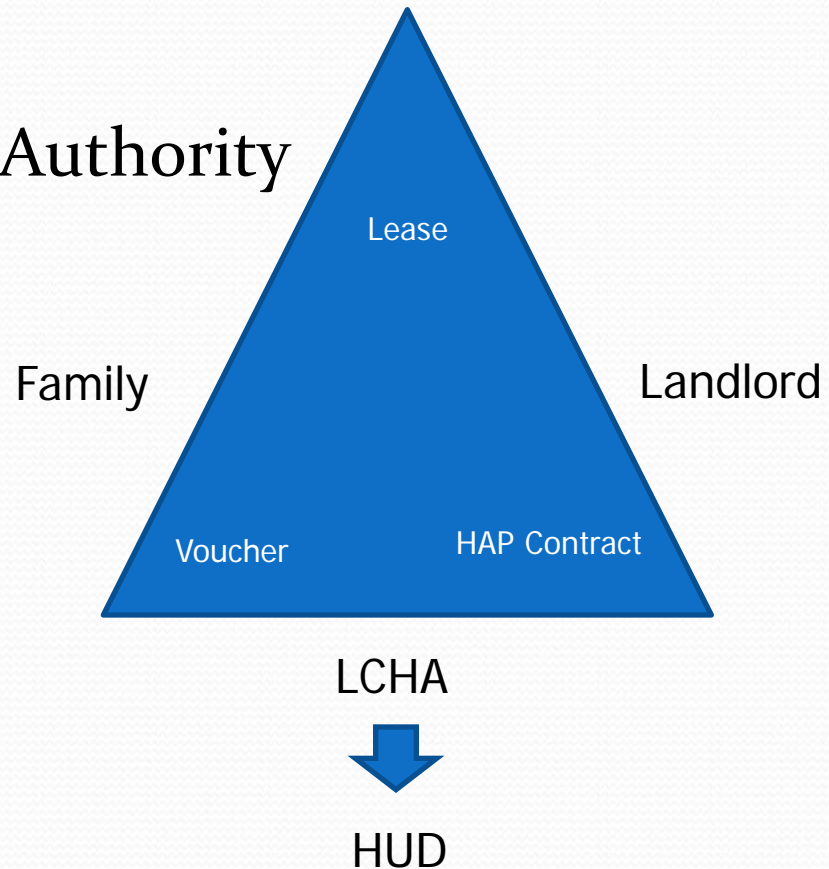 Authority
Lease
Family
Landlord
Voucher
HAP Contract
LCHA
HUD